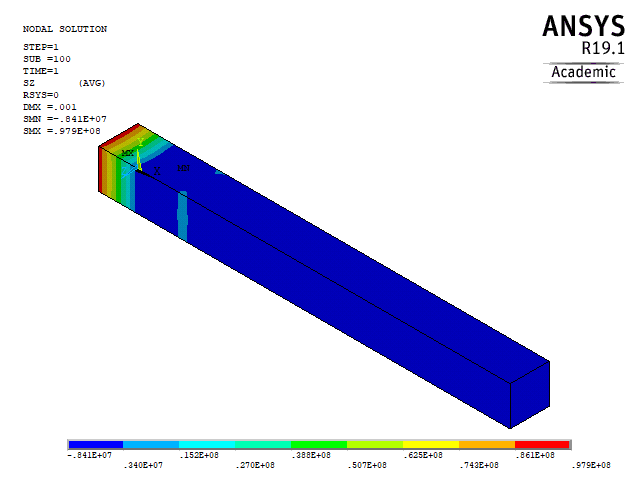 NODAL SOLUTION
STEP=1
SUB =100
TIME=1
SZ (AVG)
RSYS=0
DMX =.001
SMN =-.841E+07
SMX =.979E+08
ANSYS
R19.1
Academic
Y
MX
X
MN
-.841E+07 .152E+08 .388E+08 .625E+08 .861E+08
.340E+07 .270E+08 .507E+08 .743E+08 .979E+08